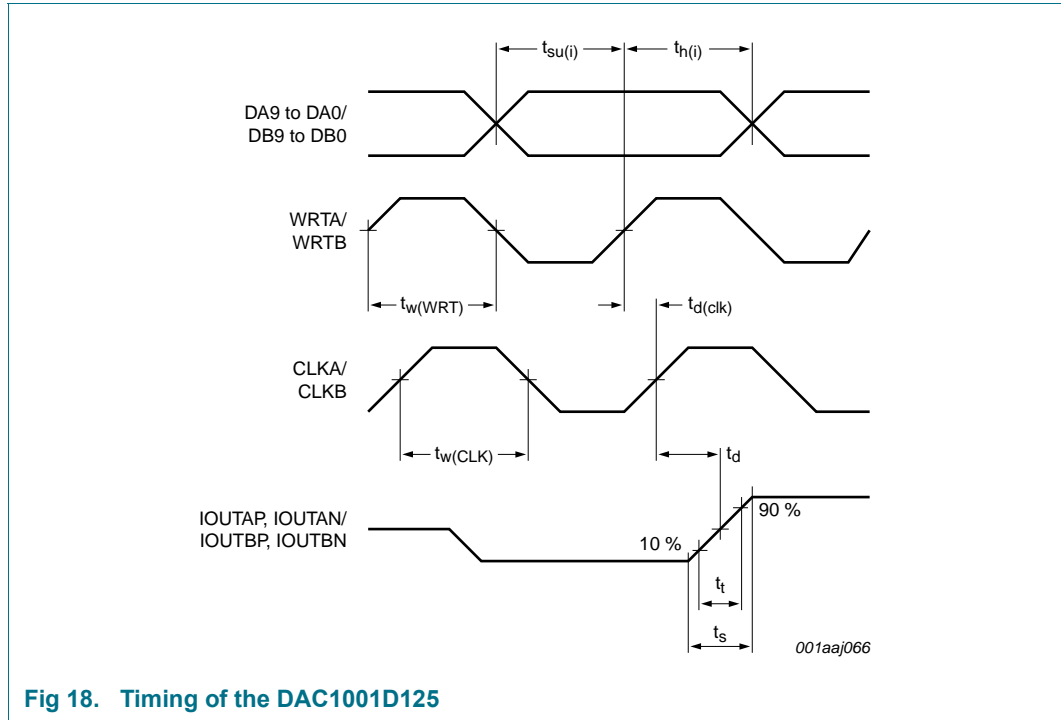 tsu(i) th(i)
DA9 to DA0/
DB9 to DB0
WRTA/
WRTB
tw(WRT) td(clk)
CLKA/
CLKB
tw(CLK) td
IOUTAP, IOUTAN/
IOUTBP, IOUTBN
10 % 90 %
tt
ts
001aaj066
Fig 18. Timing of the DAC1001D125